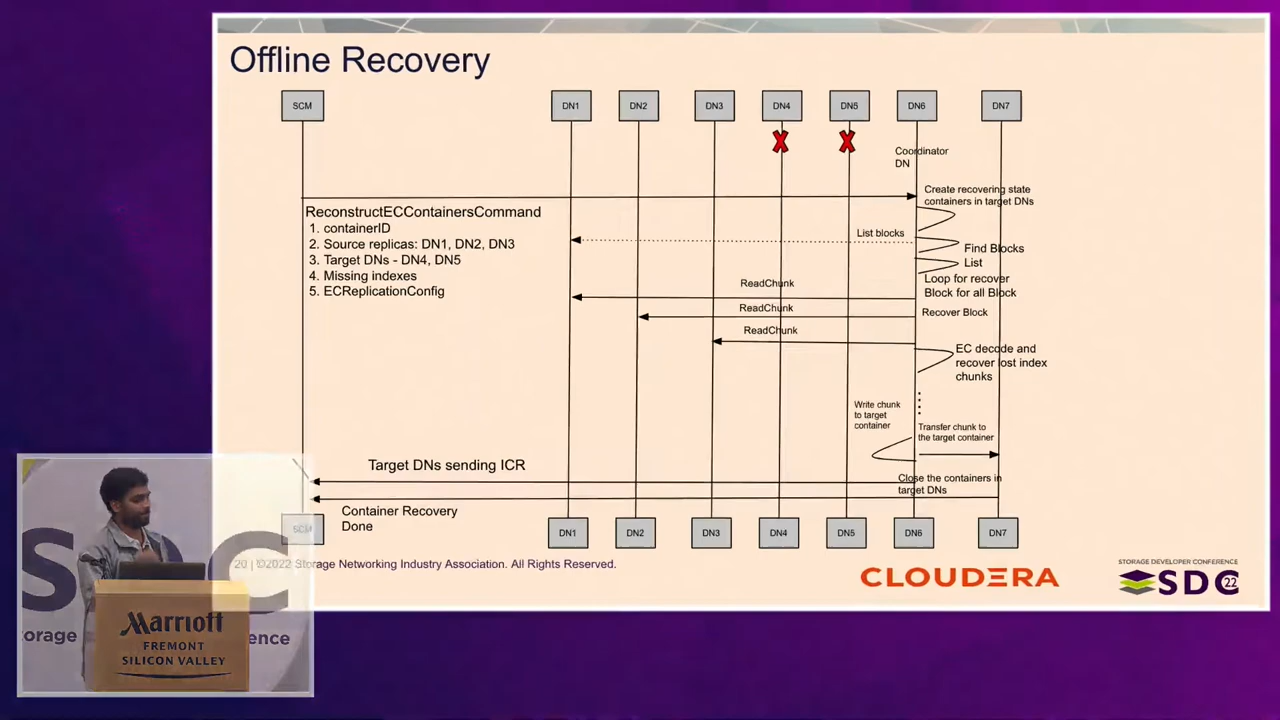 Offline Recovery
SCM
DN1
DN2
DN3
DN4
DN5
DN6
DN7
X
X
Coordinator
DN
Create recovering state
containers in target DNs
ReconstructECContainersCommand
1. containerID
2. Source replicas: DN1, DN2, DN3
3. Target DNs - DN4, DN5
4. Missing indexes
5. ECReplicationConfig
List blocks
Find Blocks
List
Loop for recover
Block for all Block
ReadChunk
ReadChunk
Recover Block
ReadChunk
EC decode and
recover lost index
chunks
Write chunk
to target
container
Transfer chunk to
the target container
Target DNs sending ICR
Close the containers in
target DNs
Container Recovery
Done
SCM
DN1
DN2
DN3
DN4
DN5
DN6
DN7
20 | ©2022 Storage Networking Industry Association. All Rights Reserved.
CLOUDERA
STORAGE DEVELOPER CONFERENCE
SDC 22
S C
orage ence
Marriott
FREMONT
SILICON VALLEY